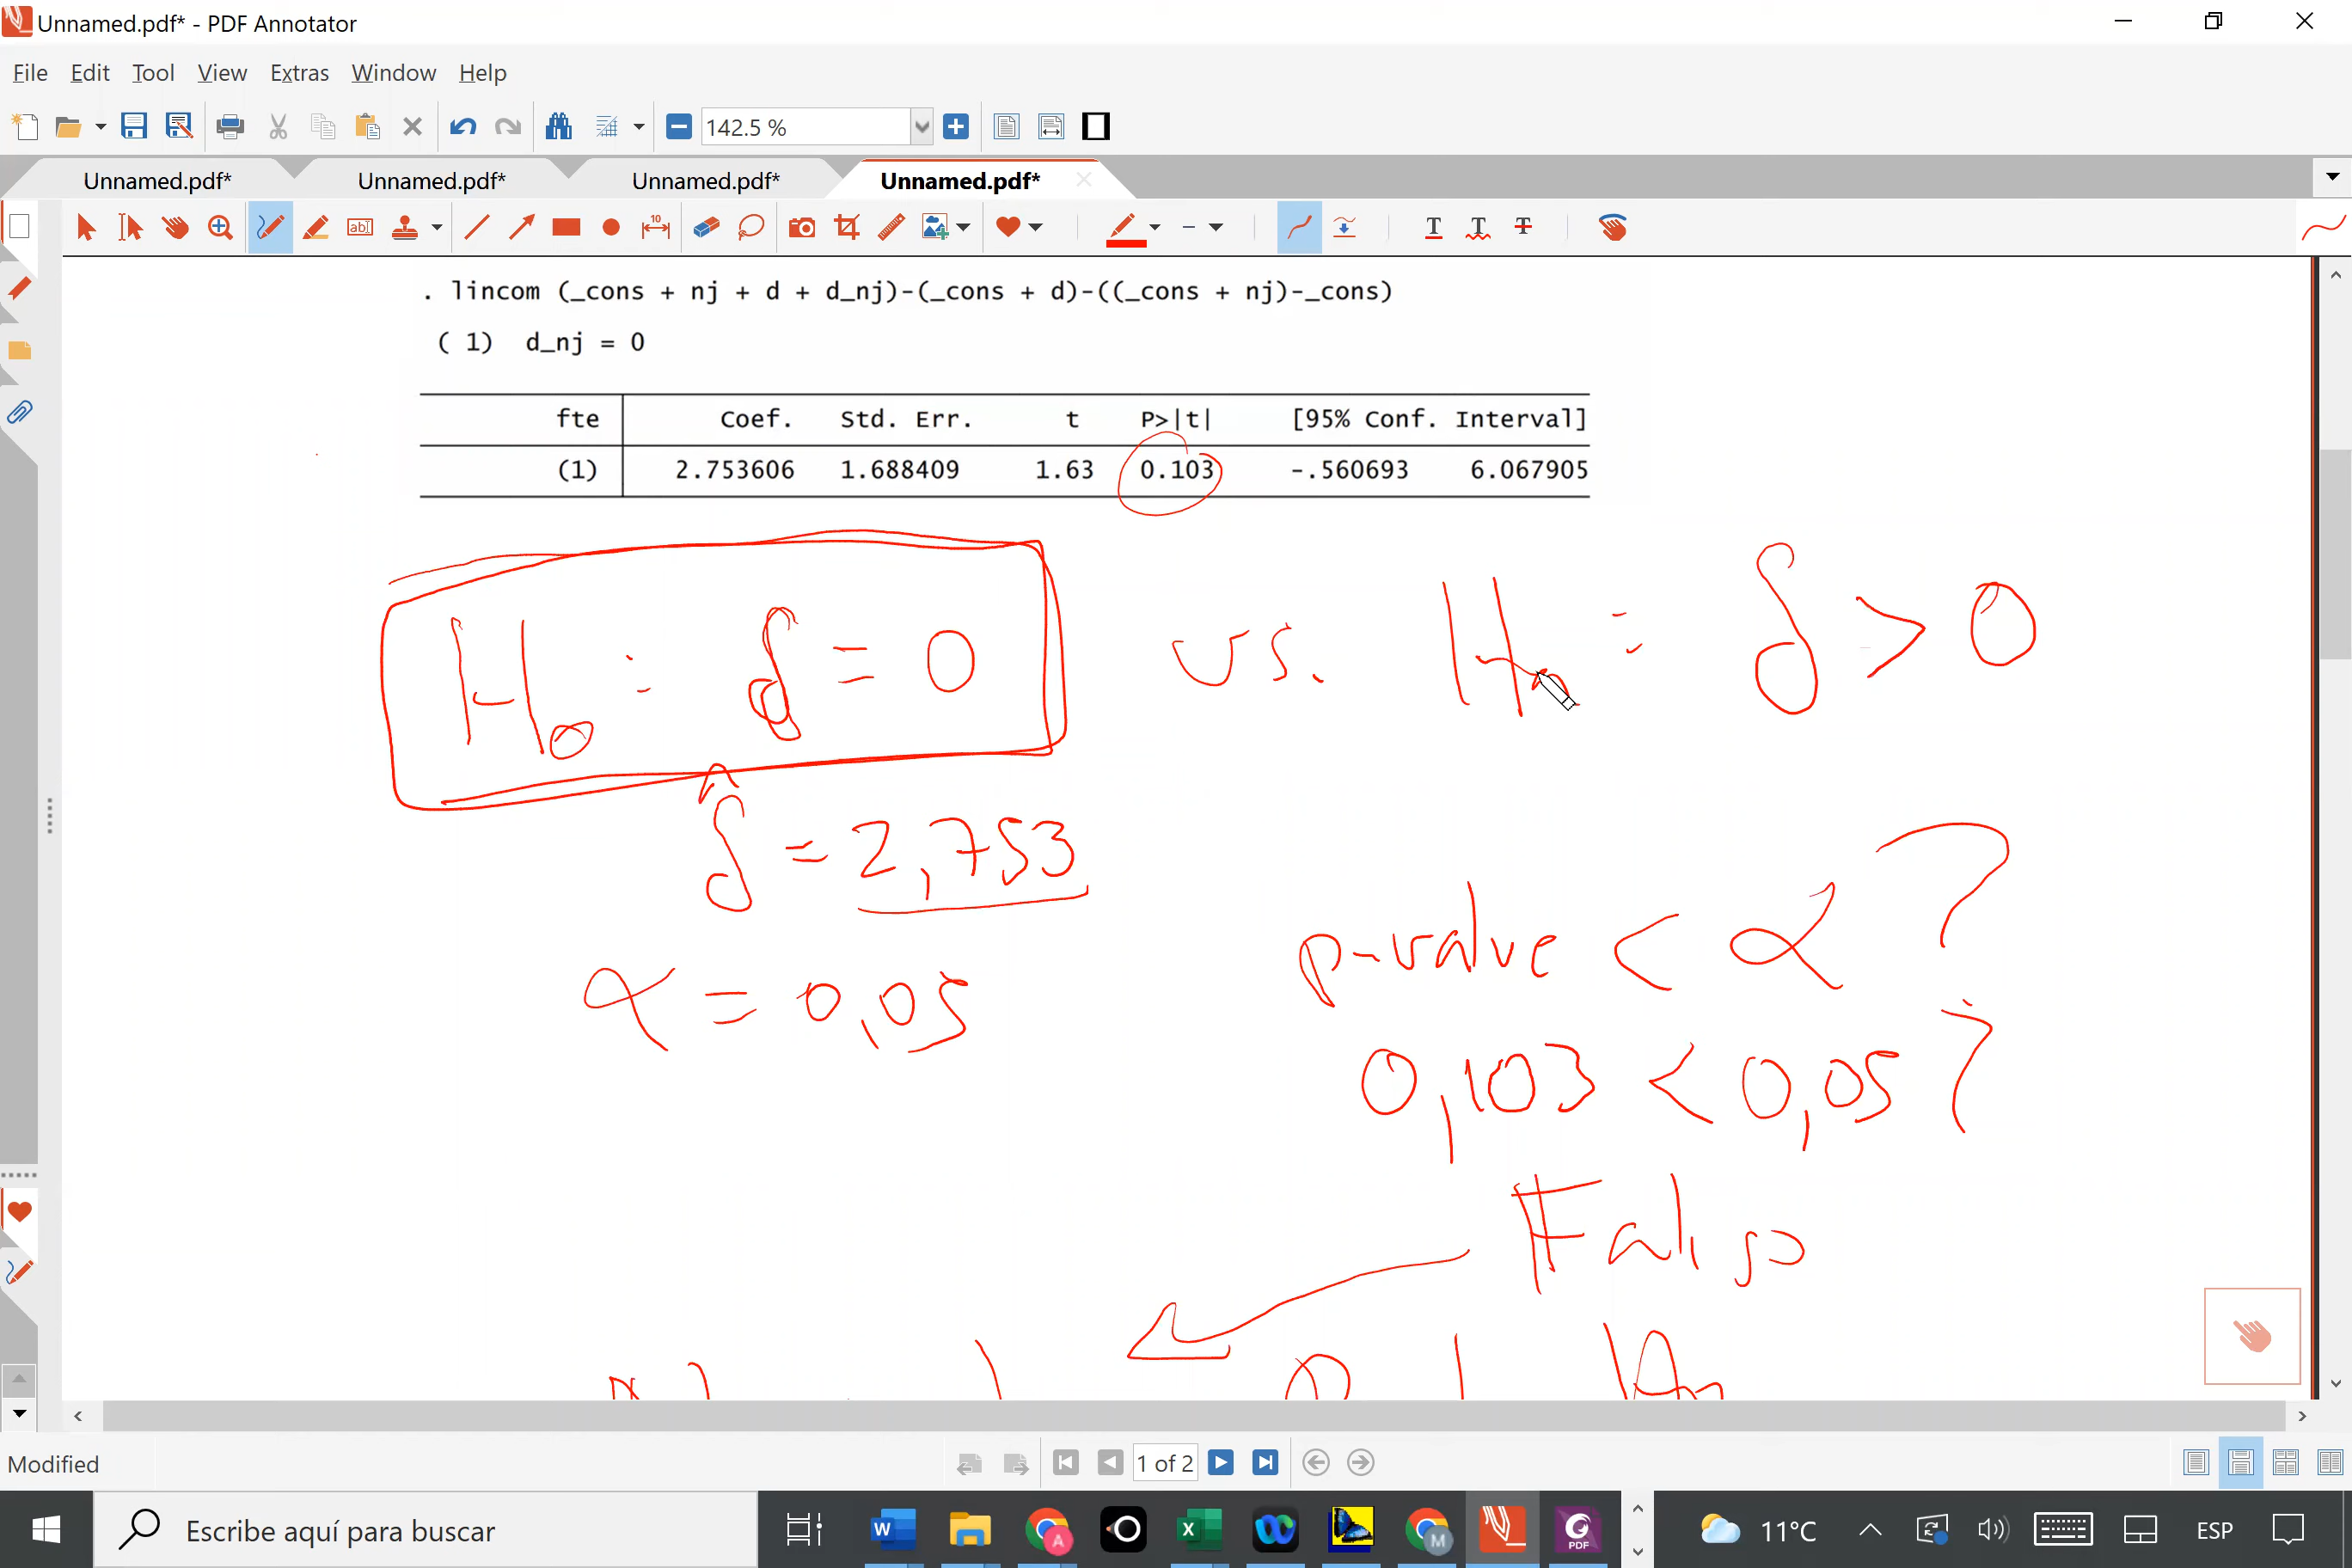 Unnamed.pdf* - PDF Annotator
File Edit Tool View Extras Window Help
142.5 %
Unnamed.pdf* Unnamed.pdf* Unnamed.pdf* Unnamed.pdf*
. lincom (_cons + nj + d + d_nj)-(_cons + d)-((_cons + nj)-_cons)
( 1) d_nj = 0
fte Coef. Std. Err. t P>|t| [95% Conf. Interval]
(1) 2.753606 1.688409 1.63 0.103 -.560693 6.067905
H₀ : δ = 0 vs. Hₐ : δ > 0
δ̂ = 2,753
p-value < α ?
α = 0,05
0,103 < 0,05 ?
Falso
Modified
1 of 2
Escribe aquí para buscar
11°C
ESP